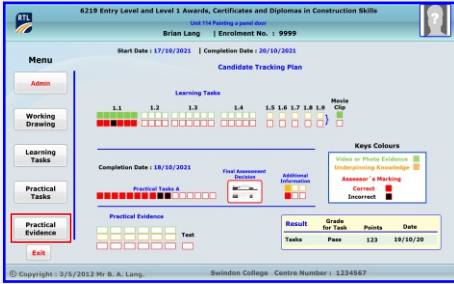 RTL
6219 Entry Level and Level 1 Awards, Certificates and Diplomas in Construction Skills
Unit 114 Painting a panel door
Brian Lang | Enrolment No. : 9999
?
Menu
Admin
Working Drawing
Learning Tasks
Practical Tasks
Practical Evidence
Exit
Start Date : 17/10/2021 | Completion Date : 20/10/2021
Candidate Tracking Plan
Learning Tasks
1.1 1.2 1.3 1.4 1.5 1.6 1.7 1.8 1.9 Movie Clip
}
Completion Date : 18/10/2021
Practical Tasks A
Final Assessment Decision
Additional Information
Keys Colours
Video or Photo Evidence
Underpinning Knowledge
Assessor`s Marking
Correct
Incorrect
Practical Evidence
Text
Result Grade for Task Points Date
Tasks Pass 123 19/10/20
© Copyright : 3/5/2012 Mr B. A. Lang. Swindon College Centre Number : 1234567